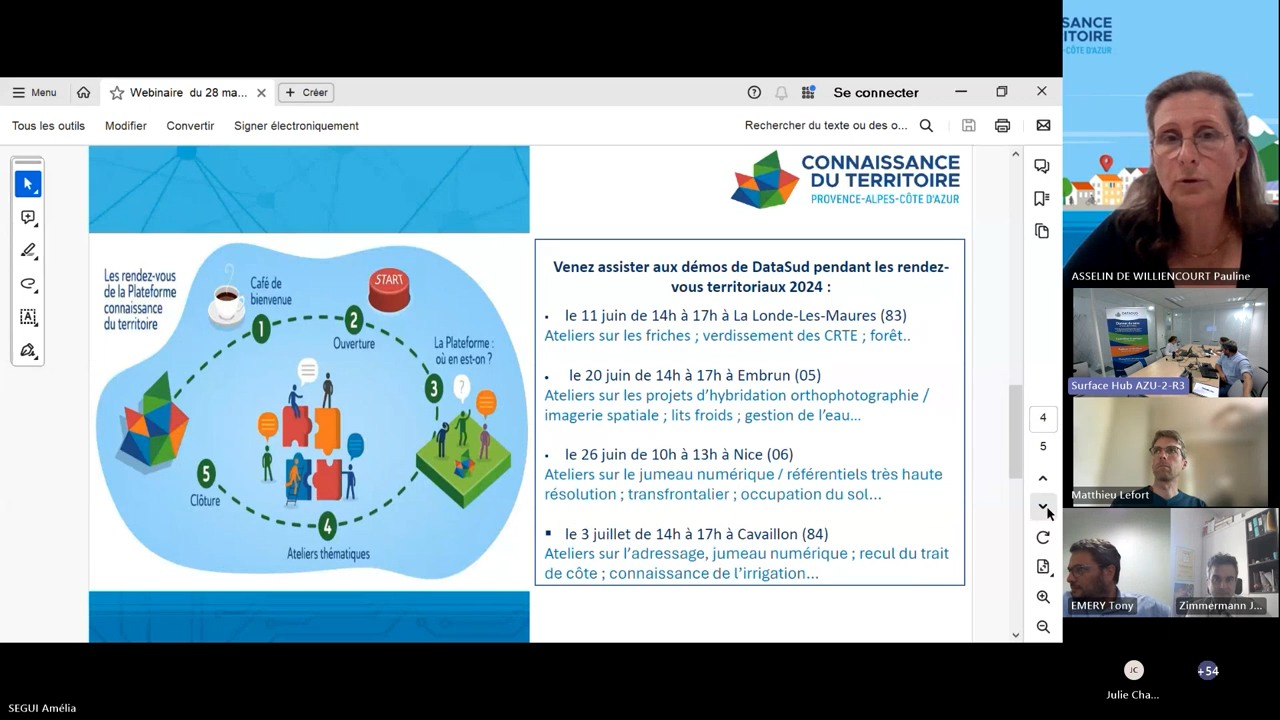 Menu
Webinaire du 28 ma...
Créer
Se connecter
Tous les outils
Modifier
Convertir
Signer électroniquement
Rechercher du texte ou des o...
CONNAISSANCE
DU TERRITOIRE
PROVENCE-ALPES-CÔTE D'AZUR
Les rendez-vous
de la Plateforme
connaissance
du territoire
Café de
bienvenue
1
START
2
Ouverture
La Plateforme :
où en est-on ?
3
?
4
Ateliers thématiques
5
Clôture
Venez assister aux démos de DataSud pendant les rendez-
vous territoriaux 2024 :
• le 11 juin de 14h à 17h à La Londe-Les-Maures (83)
Ateliers sur les friches ; verdissement des CRTE ; forêt..
• le 20 juin de 14h à 17h à Embrun (05)
Ateliers sur les projets d’hybridation orthophotographie /
imagerie spatiale ; lits froids ; gestion de l’eau...
• le 26 juin de 10h à 13h à Nice (06)
Ateliers sur le jumeau numérique / référentiels très haute
résolution ; transfrontalier ; occupation du sol...
▪ le 3 juillet de 14h à 17h à Cavaillon (84)
Ateliers sur l’adressage, jumeau numérique ; recul du trait
de côte ; connaissance de l’irrigation...
4
5
SSANCE
RITOIRE
-CÔTE D'AZUR
ASSELIN DE WILLIENCOURT Pauline
DATASUD
Surface Hub AZU-2-R3
Matthieu Lefort
EMERY Tony
Zimmermann J...
JC
+54
Julie Cha...
SEGUI Amélia